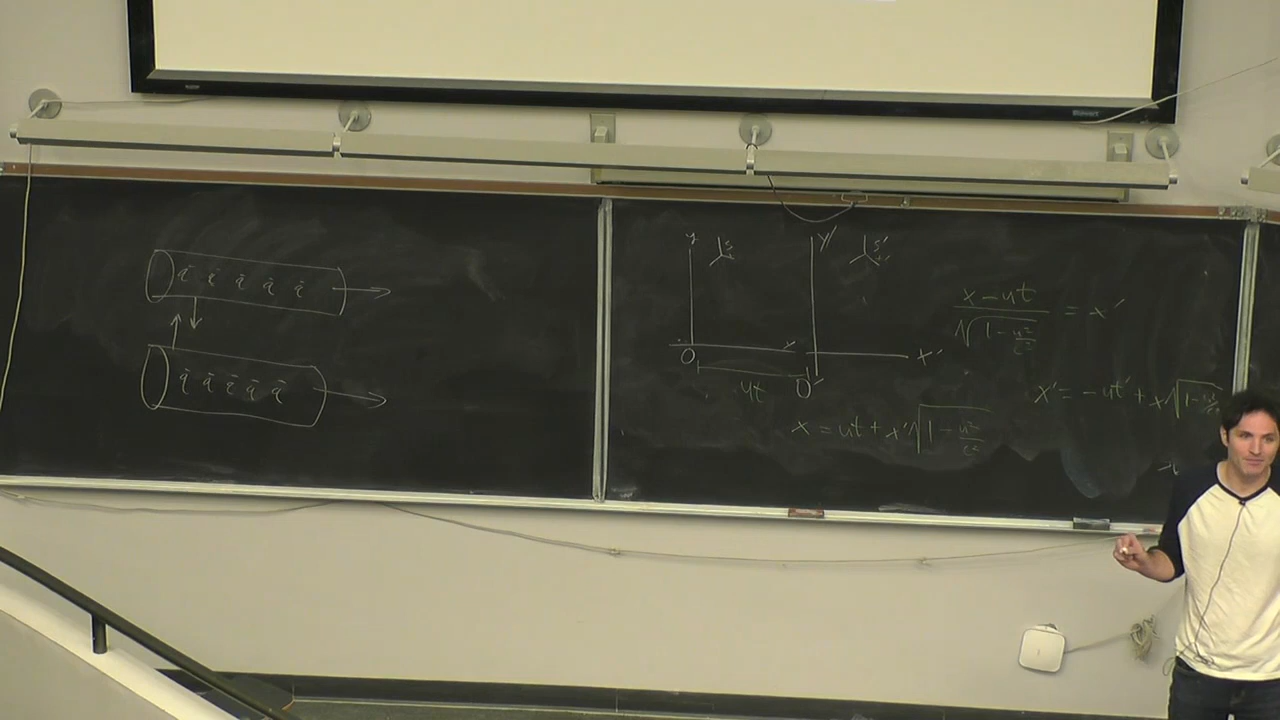 q̄ q̄ q̄ q̄ q̄
q̄ q̄ q̄ q̄ q̄
y S y' S'
x - ut / √(1 - u²/c²) = x'
O x x'
ut O'
x' = -ut' + x√(1 - u²/c²)
x = ut + x'√(1 - u²/c²)